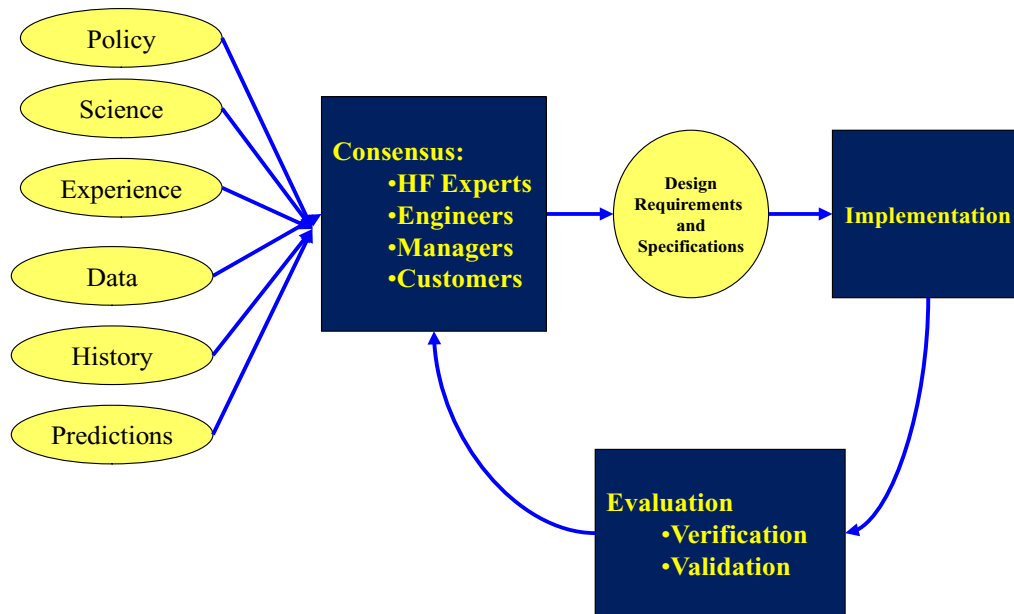 Policy
Science
Experience
Data
History
Predictions
Consensus:
•HF Experts
•Engineers
•Managers
•Customers
Design
Requirements
and
Specifications
Implementation
Evaluation
•Verification
•Validation